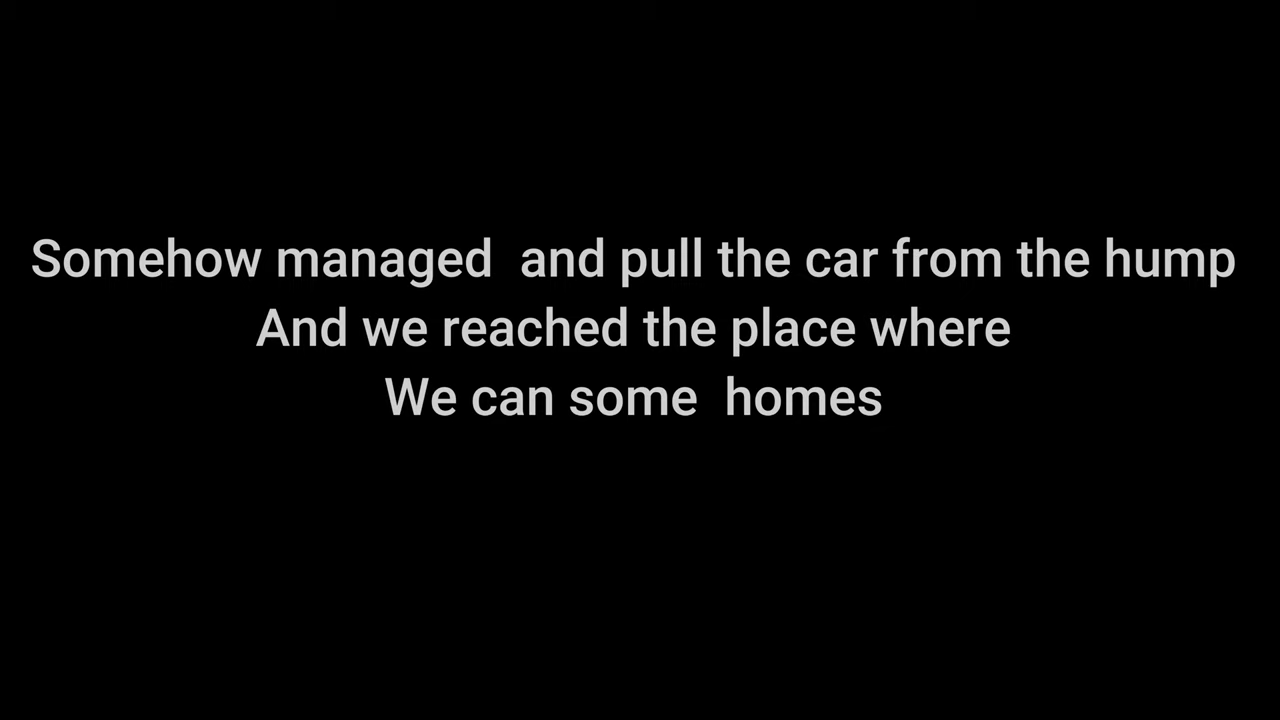 Somehow managed  and pull the car from the hump
And we reached the place where
We can some  homes